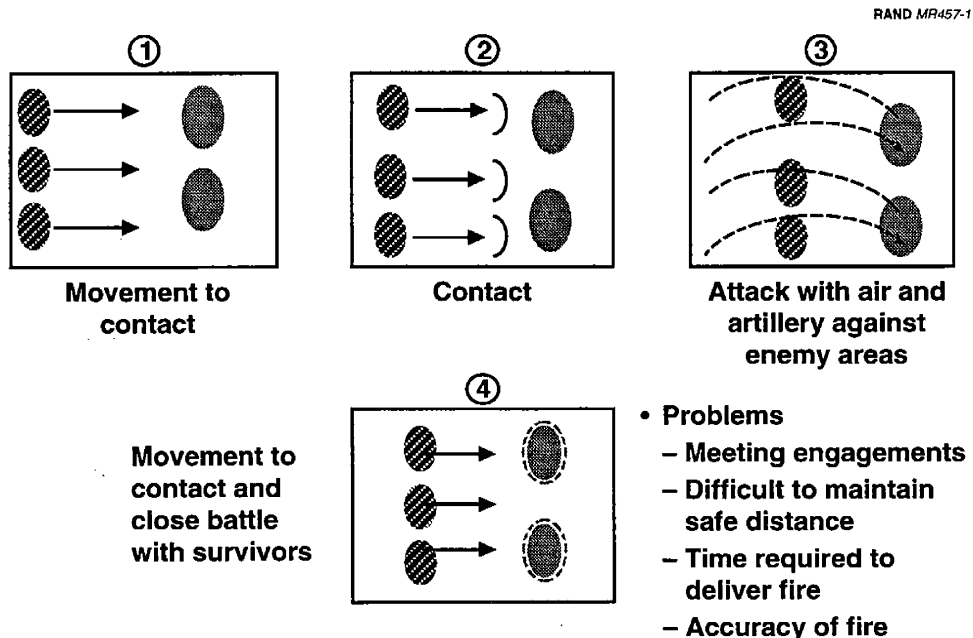 RAND MR457-1
① ② ③
Movement to
contact
Contact
Attack with air and
artillery against
enemy areas
④
Movement to
contact and
close battle
with survivors
• Problems
– Meeting engagements
– Difficult to maintain
safe distance
– Time required to
deliver fire
– Accuracy of fire